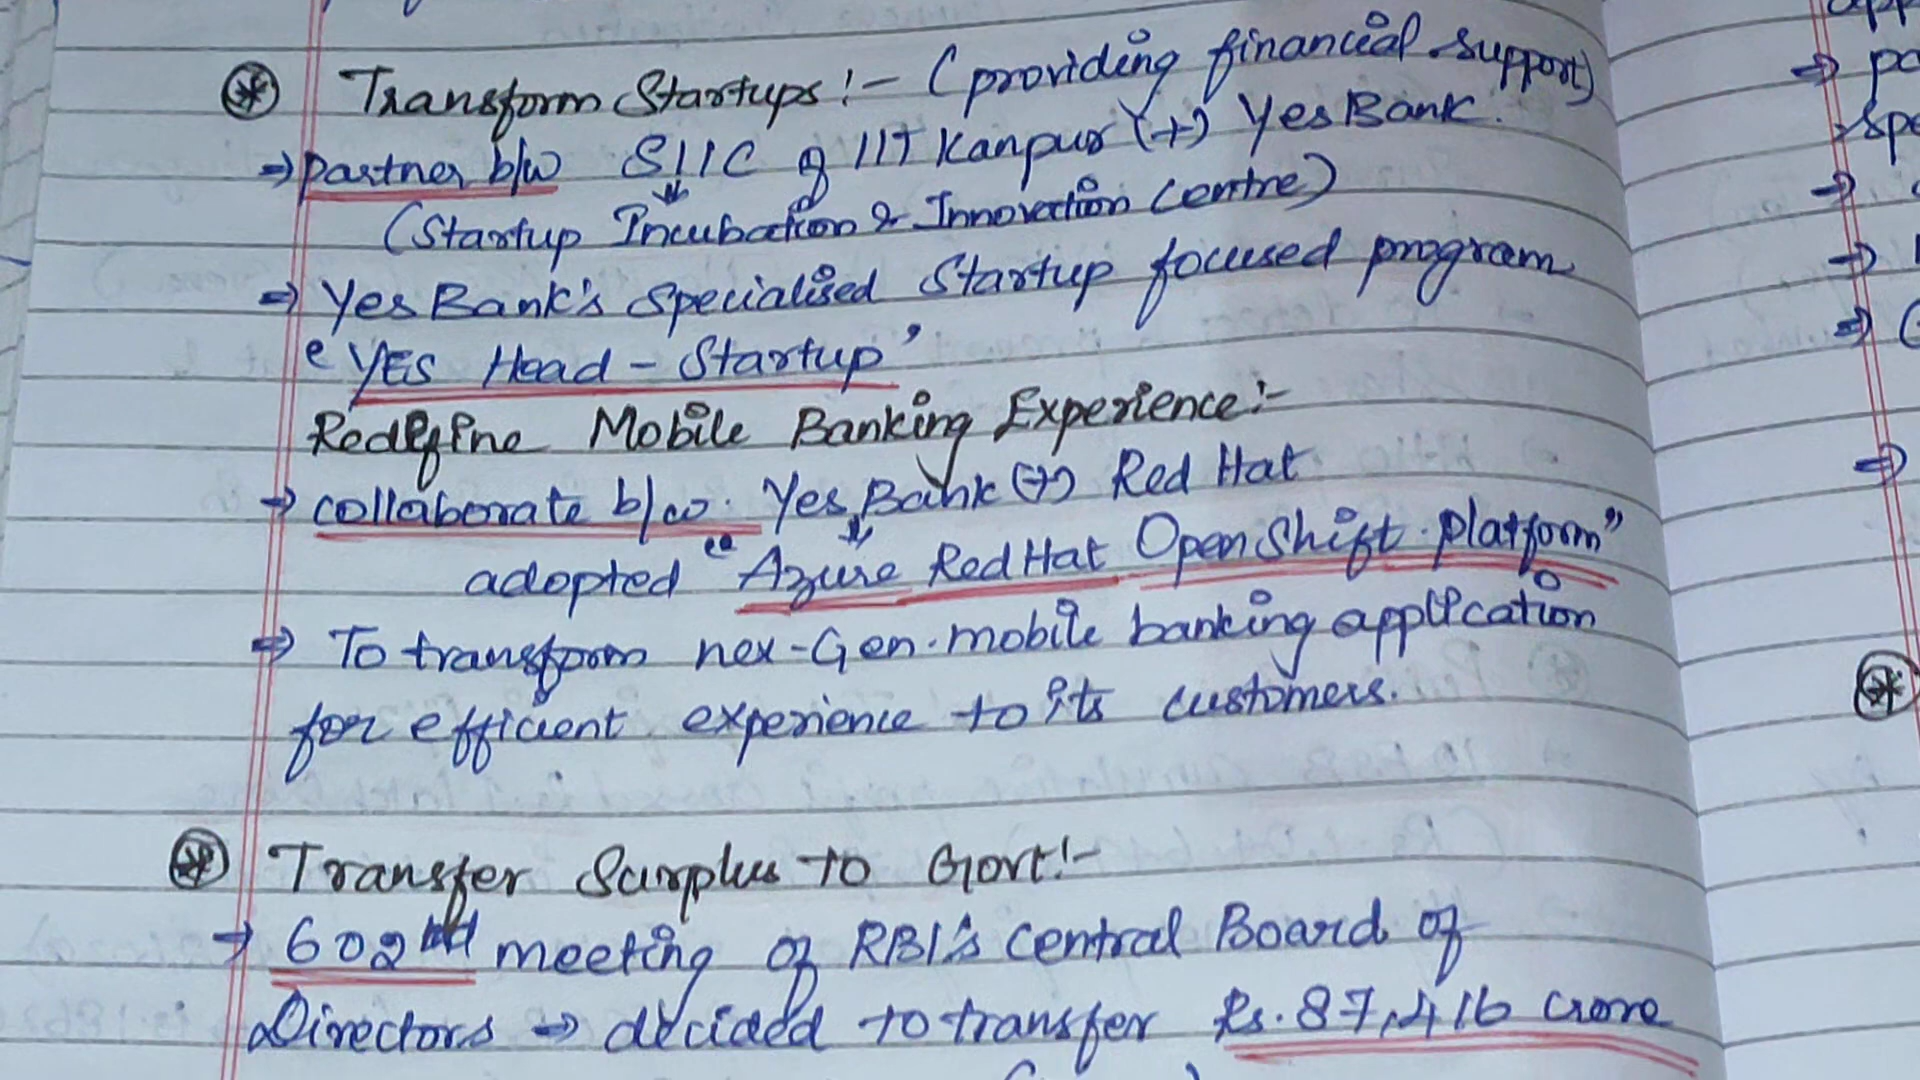 ⊛ Transform Startups:- (providing financial support)
⇒ partner b/w SIIC of IIT Kanpur (↔) Yes Bank.
(Startup Incubation & Innovation Centre)
⇒ Yes Bank's Specialised Startup focused program
'YES Head - Startup'
Redefine Mobile Banking Experience:-
→ collaborate b/w. Yes Bank (↔) Red Hat
adopted "Azure Red Hat OpenShift platform"
⇒ To transform nex-Gen. mobile banking application
for efficient experience to its customers.
⊛ Transfer Surplus to Govt:-
→ 602nd meeting of RBI's Central Board of
Directors ⇒ decided to transfer Rs. 87,416 crore
⇒
⇒
⇒
⇒
⇒
⊛